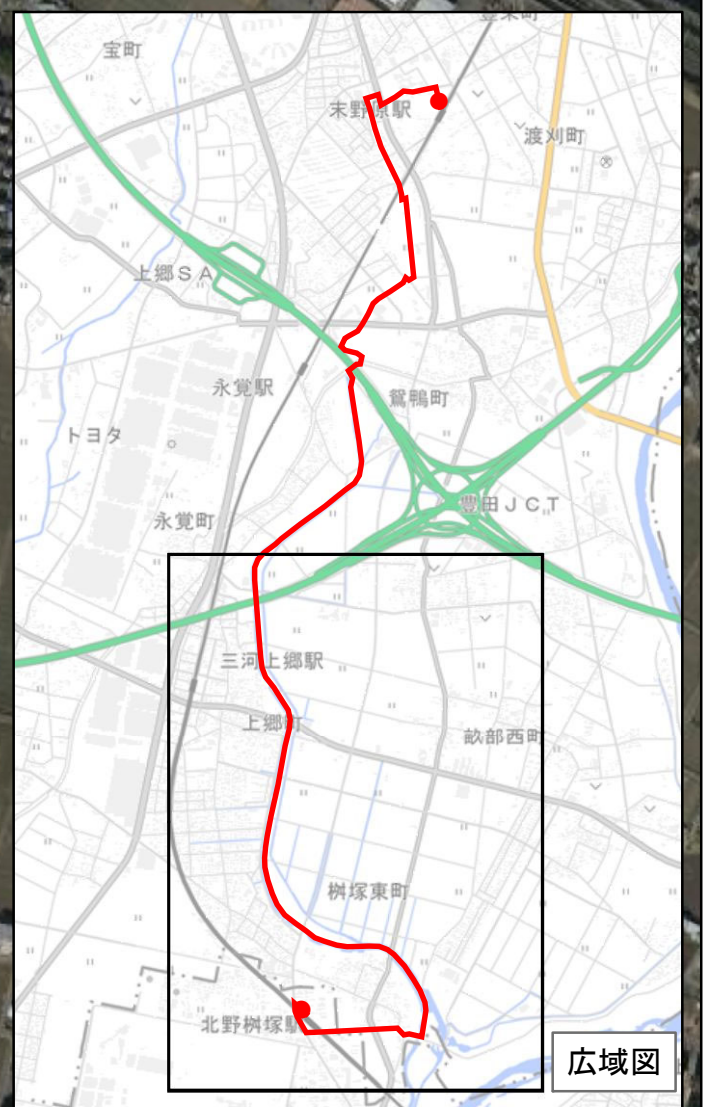 宝町
末野原駅
渡刈町
上郷SA
永覚駅
鴛鴨町
トヨタ
豊田JCT
永覚町
三河上郷駅
上郷町
畝部西町
桝塚東町
北野桝塚駅
広域図